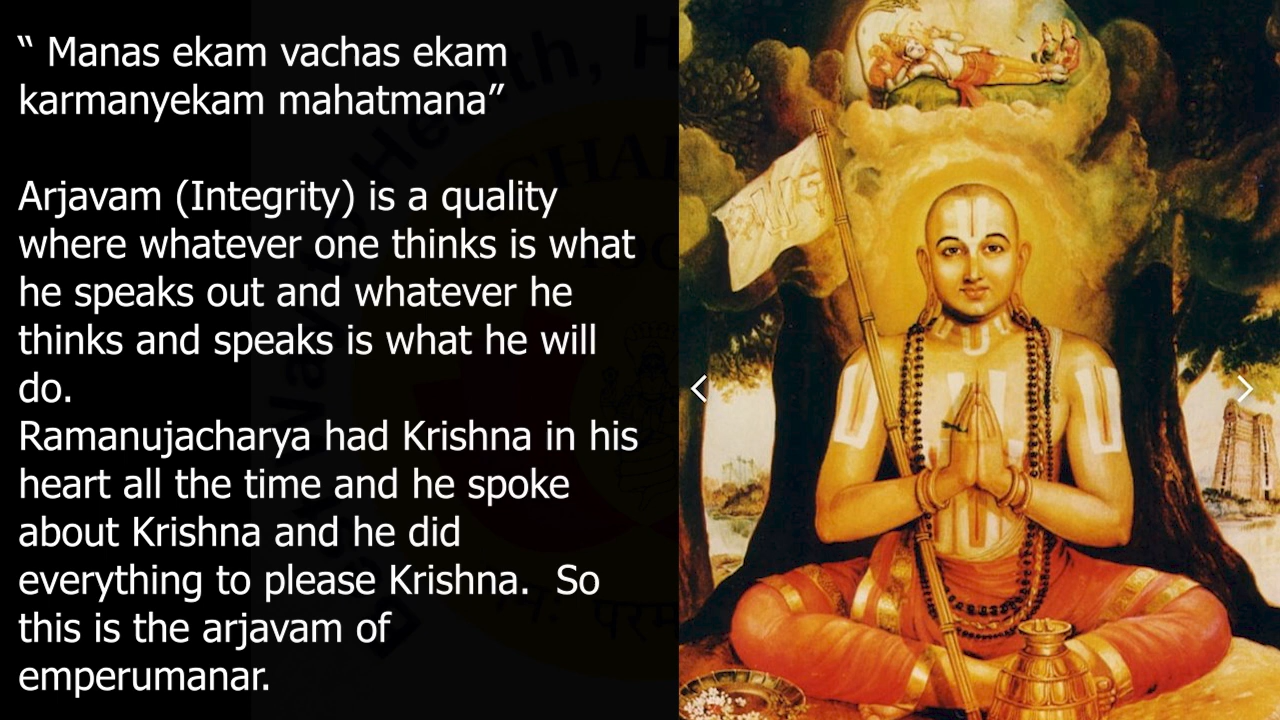 “ Manas ekam vachas ekam
karmanyekam mahatmana”
Arjavam (Integrity) is a quality
where whatever one thinks is what
he speaks out and whatever he
thinks and speaks is what he will
do.
Ramanujacharya had Krishna in his
heart all the time and he spoke
about Krishna and he did
everything to please Krishna.  So
this is the arjavam of
emperumanar.